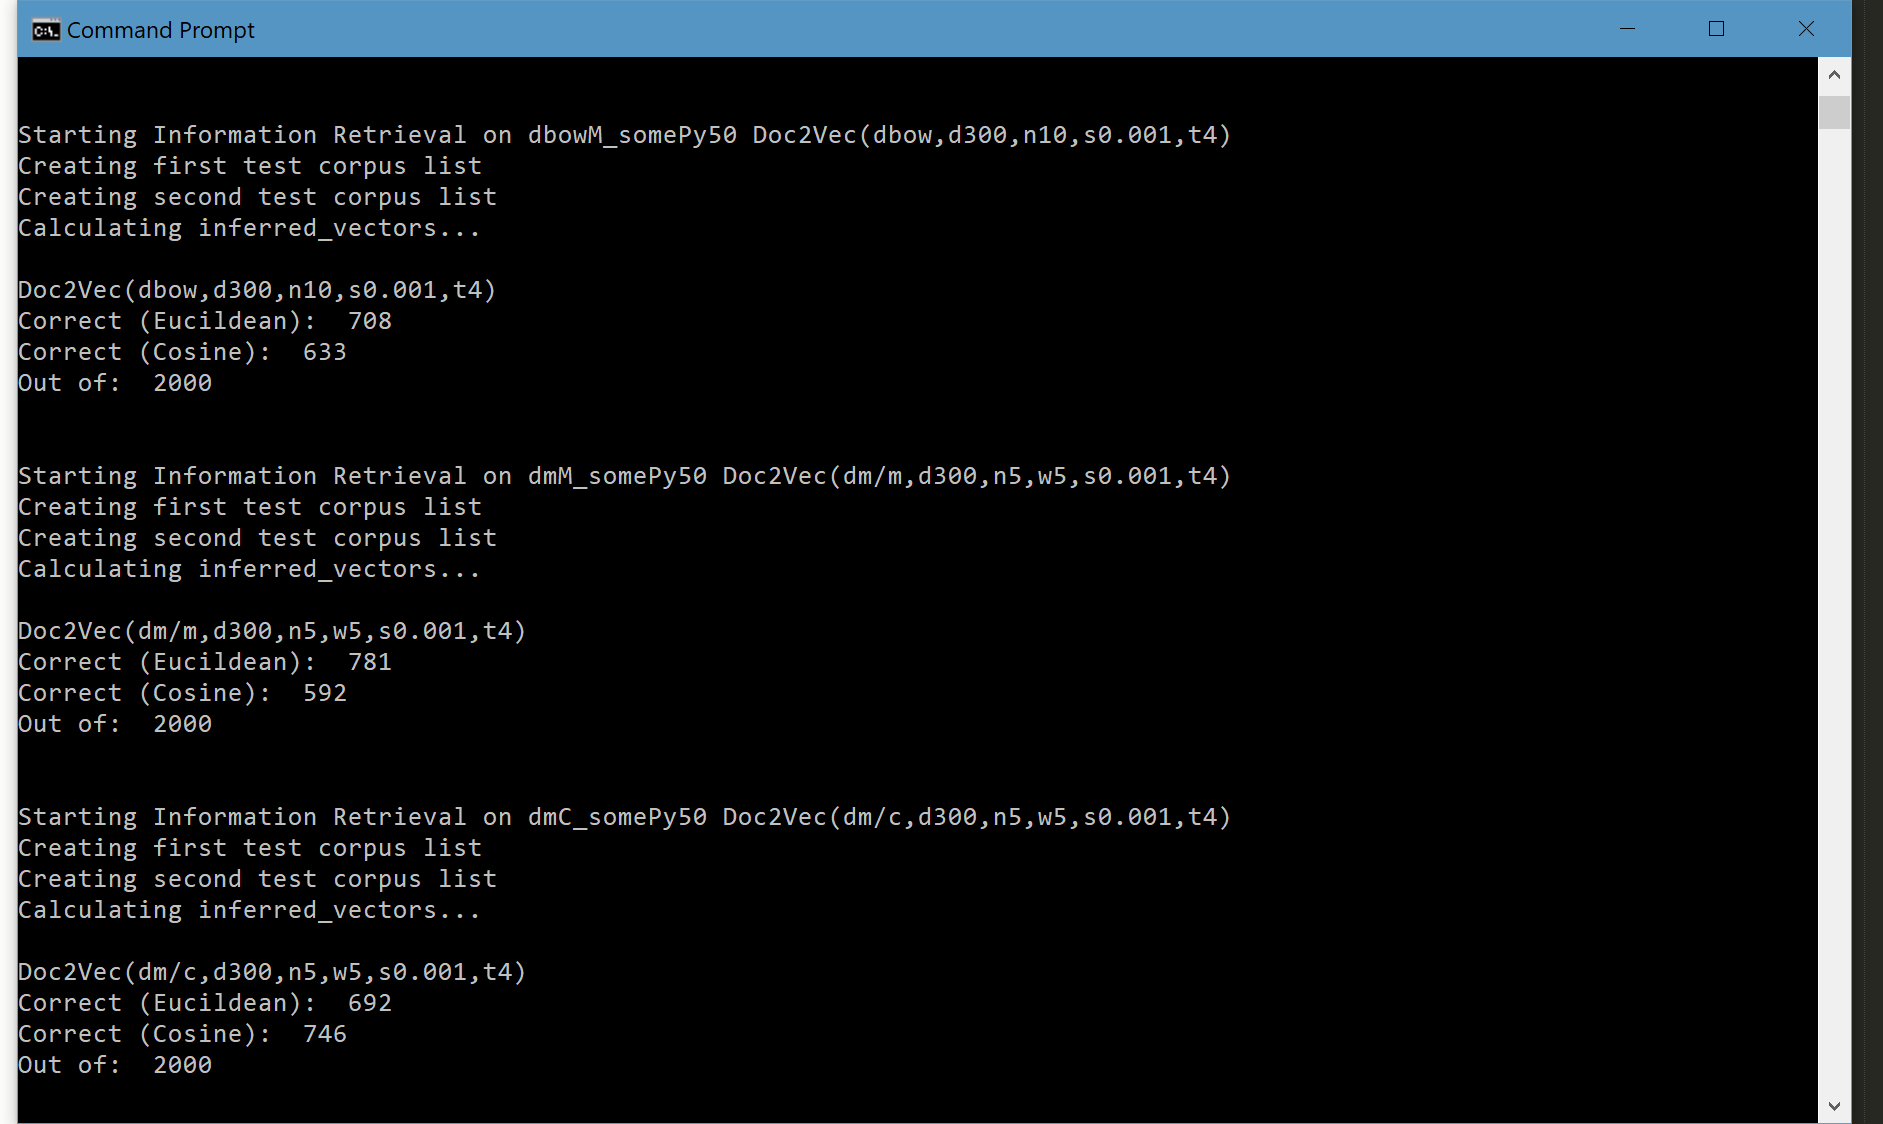 Command Prompt
Starting Information Retrieval on dbowM_somePy50 Doc2Vec(dbow,d300,n10,s0.001,t4)
Creating first test corpus list
Creating second test corpus list
Calculating inferred_vectors...
Doc2Vec(dbow,d300,n10,s0.001,t4)
Correct (Eucildean):  708
Correct (Cosine):  633
Out of:  2000
Starting Information Retrieval on dmM_somePy50 Doc2Vec(dm/m,d300,n5,w5,s0.001,t4)
Creating first test corpus list
Creating second test corpus list
Calculating inferred_vectors...
Doc2Vec(dm/m,d300,n5,w5,s0.001,t4)
Correct (Eucildean):  781
Correct (Cosine):  592
Out of:  2000
Starting Information Retrieval on dmC_somePy50 Doc2Vec(dm/c,d300,n5,w5,s0.001,t4)
Creating first test corpus list
Creating second test corpus list
Calculating inferred_vectors...
Doc2Vec(dm/c,d300,n5,w5,s0.001,t4)
Correct (Eucildean):  692
Correct (Cosine):  746
Out of:  2000